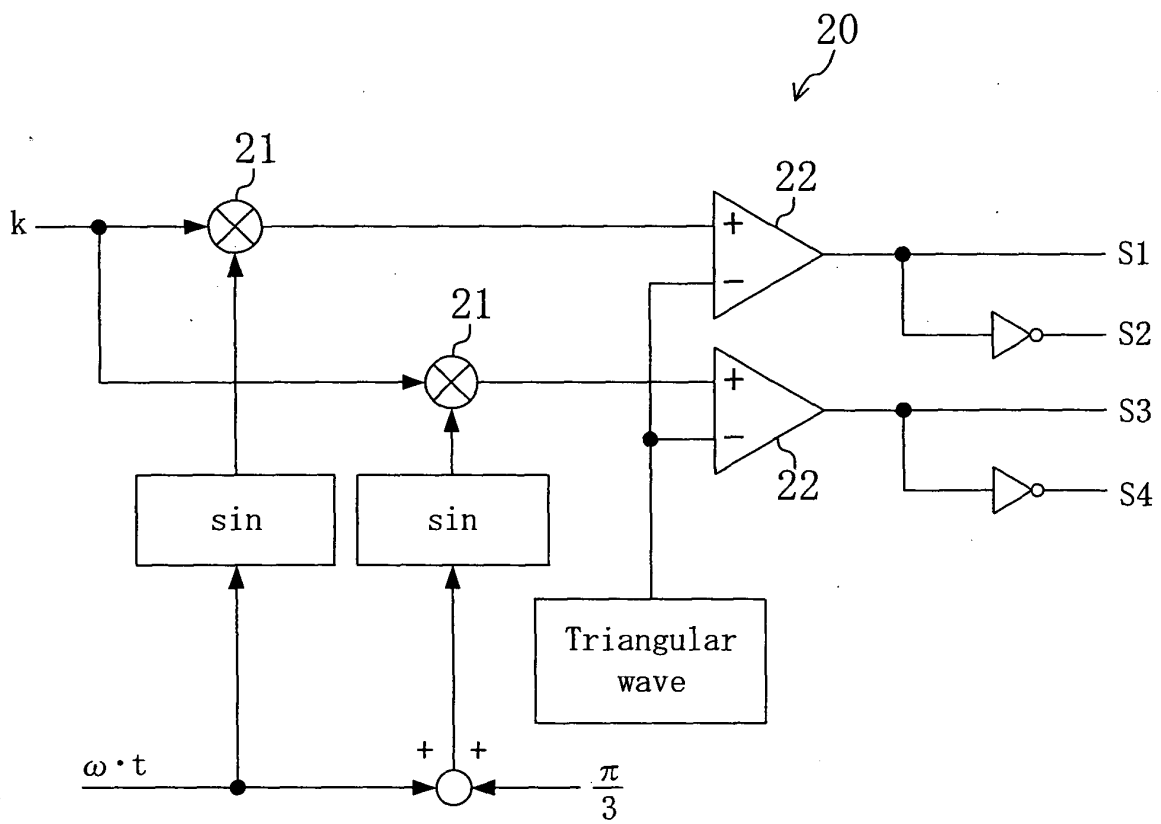 20
21
k
22
+
−
S1
S2
21
+
−
S3
22
S4
sin
sin
Triangular
wave
+ +
ω·t
π
3